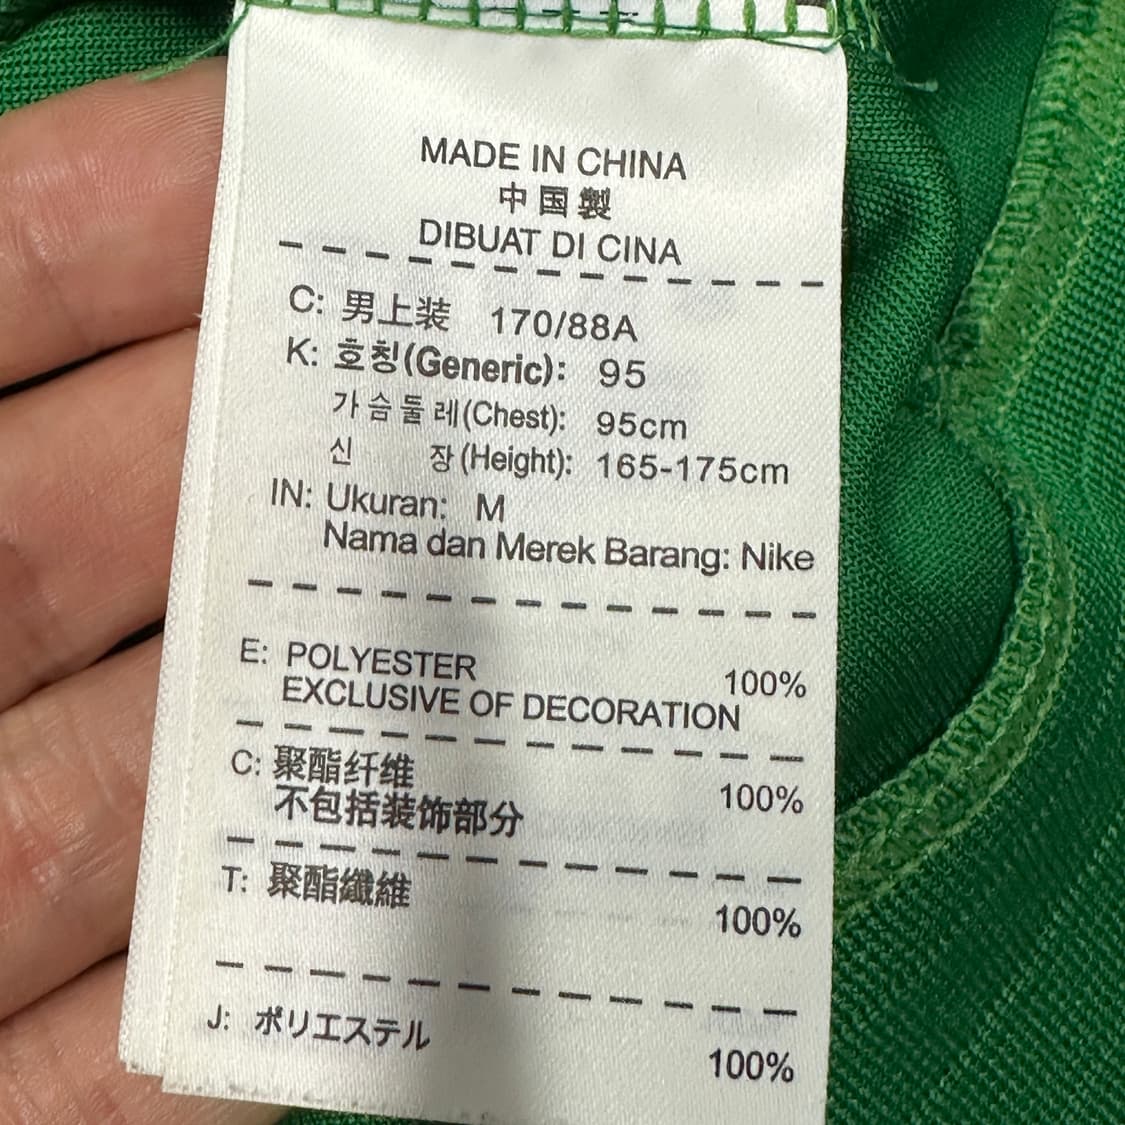 MADE IN CHINA
中国製
DIBUAT DI CINA
C: 男上装 170/88A
K: 호칭(Generic): 95
가슴둘레(Chest): 95cm
신 장(Height): 165-175cm
IN: Ukuran: M
Nama dan Merek Barang: Nike
E: POLYESTER 100%
EXCLUSIVE OF DECORATION
C: 聚酯纤维 100%
不包括装饰部分
T: 聚酯纖維 100%
J: ポリエステル 100%